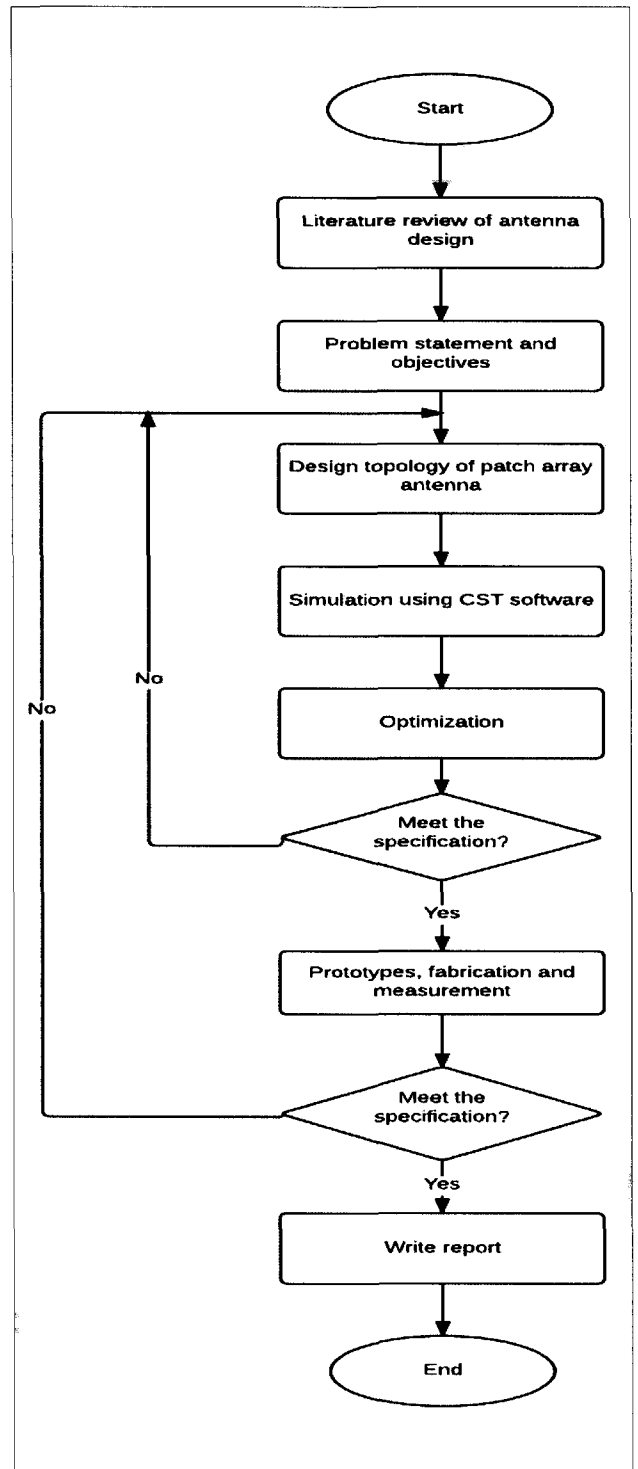 Start
Literature review of antenna
design
Problem statement and
objectives
Design topology of patch array
antenna
Simulation using CST software
No
No
Optimization
Meet the
specification?
Yes
Prototypes, fabrication and
measurement
Meet the
specification?
Yes
Write report
End